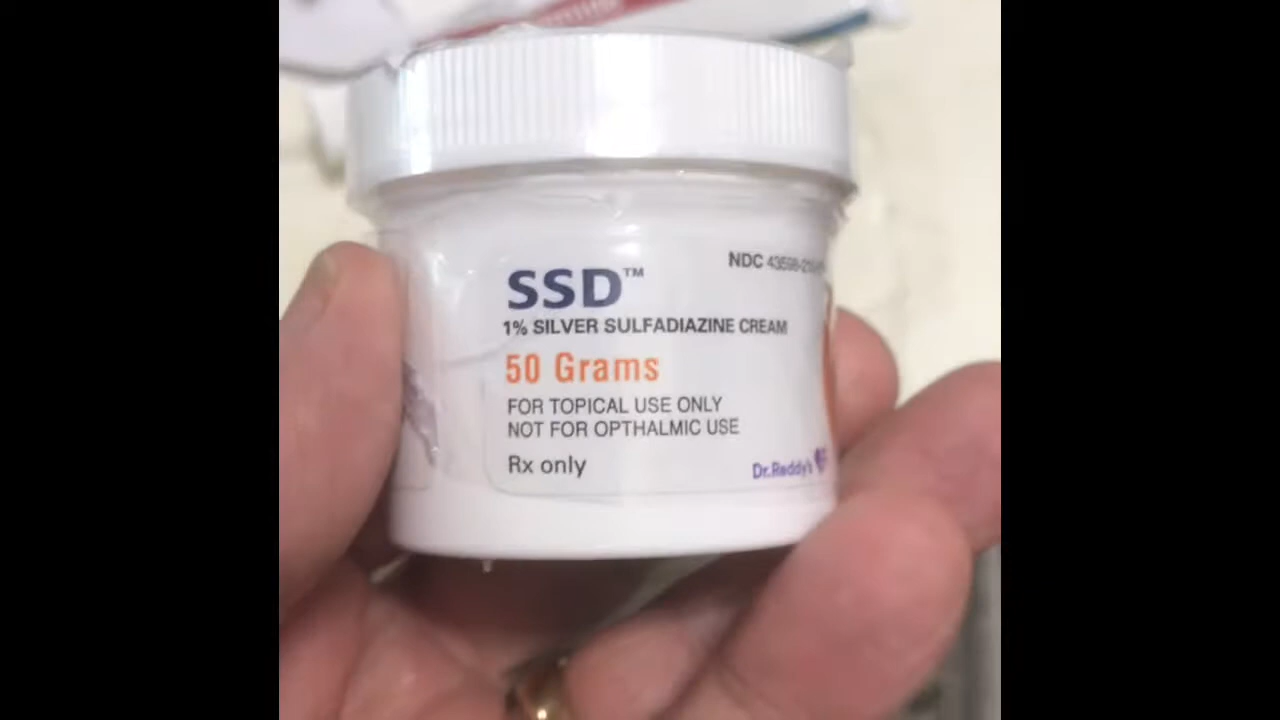 SSD™
NDC
1% SILVER SULFADIAZINE CREAM
50 Grams
FOR TOPICAL USE ONLY
NOT FOR OPTHALMIC USE
Rx only
Dr.Reddy's